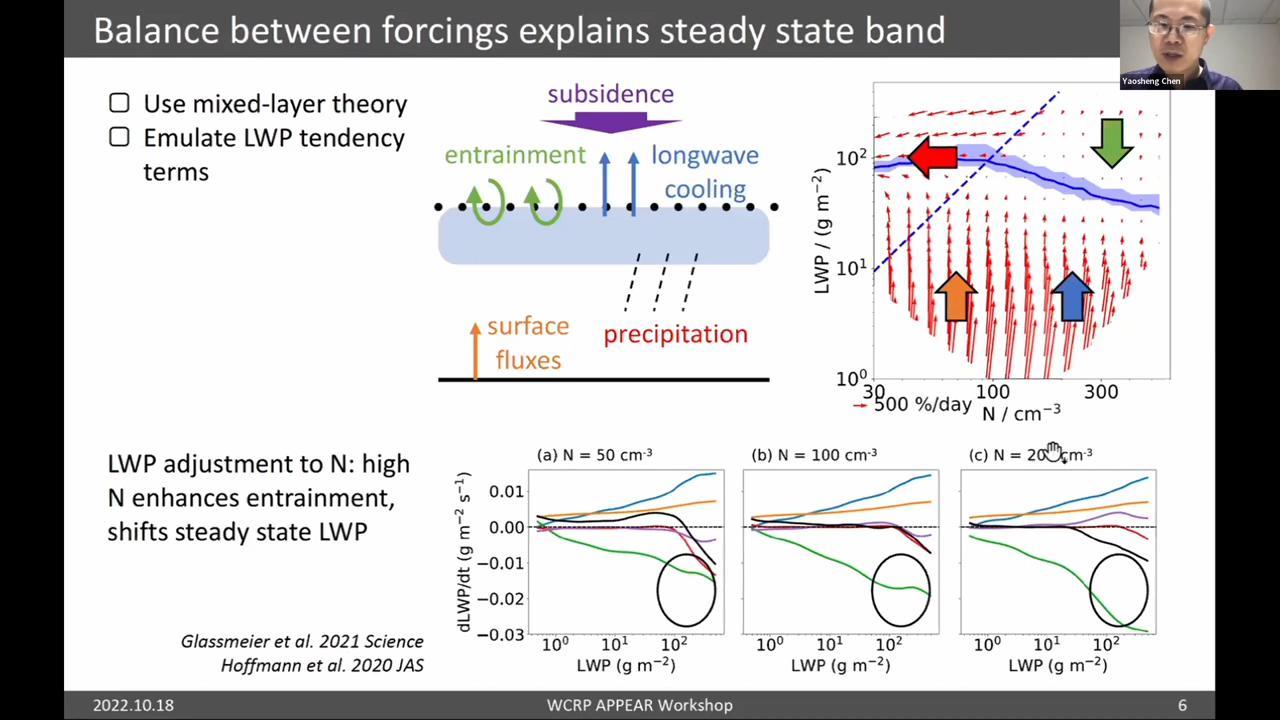 Balance between forcings explains steady state band
Yaosheng Chen
Use mixed-layer theory
Emulate LWP tendency
terms
subsidence
entrainment
longwave
cooling
surface
fluxes
precipitation
LWP / (g m⁻²)
10²
10¹
10⁰
30
100
300
500 %/day
N / cm⁻³
LWP adjustment to N: high
N enhances entrainment,
shifts steady state LWP
Glassmeier et al. 2021 Science
Hoffmann et al. 2020 JAS
(a) N = 50 cm⁻³
(b) N = 100 cm⁻³
(c) N = 20 cm⁻³
dLWP/dt (g m⁻² s⁻¹)
0.01
0.00
−0.01
−0.02
−0.03
10⁰ 10¹ 10²
10⁰ 10¹ 10²
10⁰ 10¹ 10²
LWP (g m⁻²)
LWP (g m⁻²)
LWP (g m⁻²)
2022.10.18
WCRP APPEAR Workshop
6